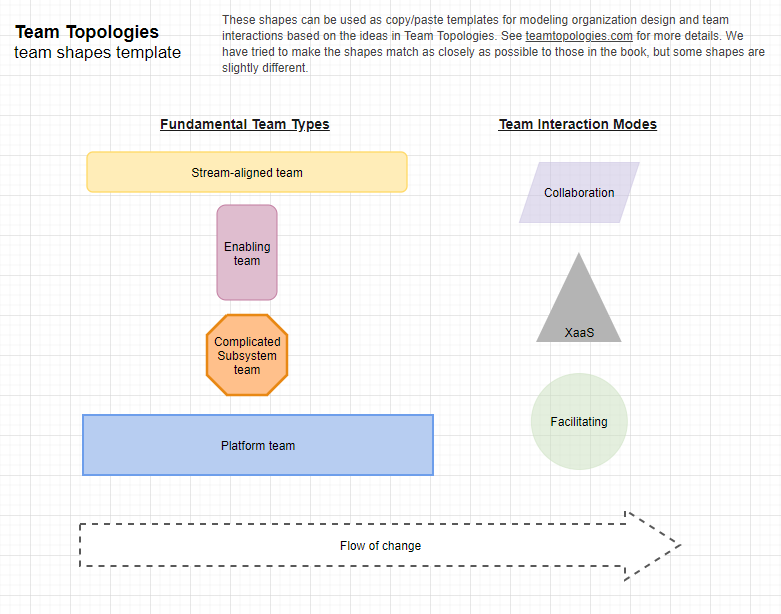 Team Topologies
team shapes template
These shapes can be used as copy/paste templates for modeling organization design and team
interactions based on the ideas in Team Topologies. See teamtopologies.com for more details. We
have tried to make the shapes match as closely as possible to those in the book, but some shapes are
slightly different.
Fundamental Team Types
Team Interaction Modes
Stream-aligned team
Collaboration
Enabling
team
XaaS
Complicated
Subsystem
team
Facilitating
Platform team
Flow of change